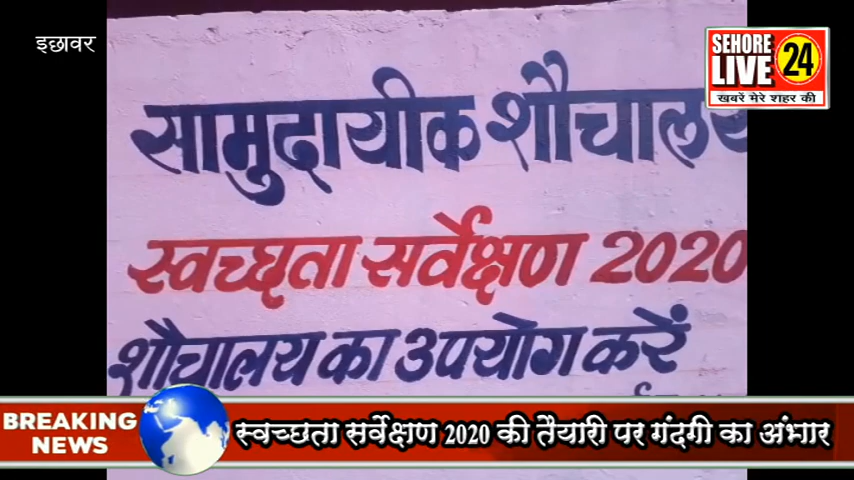 इछावर
SEHORE
LIVE 24
खबरें मेरे शहर की
सामुदायीक शौचालय
स्वच्छता सर्वेक्षण 2020
शौचालय का उपयोग करें
BREAKING
NEWS
स्वच्छता सर्वेक्षण 2020 की तैयारी पर गंदगी का अंभार